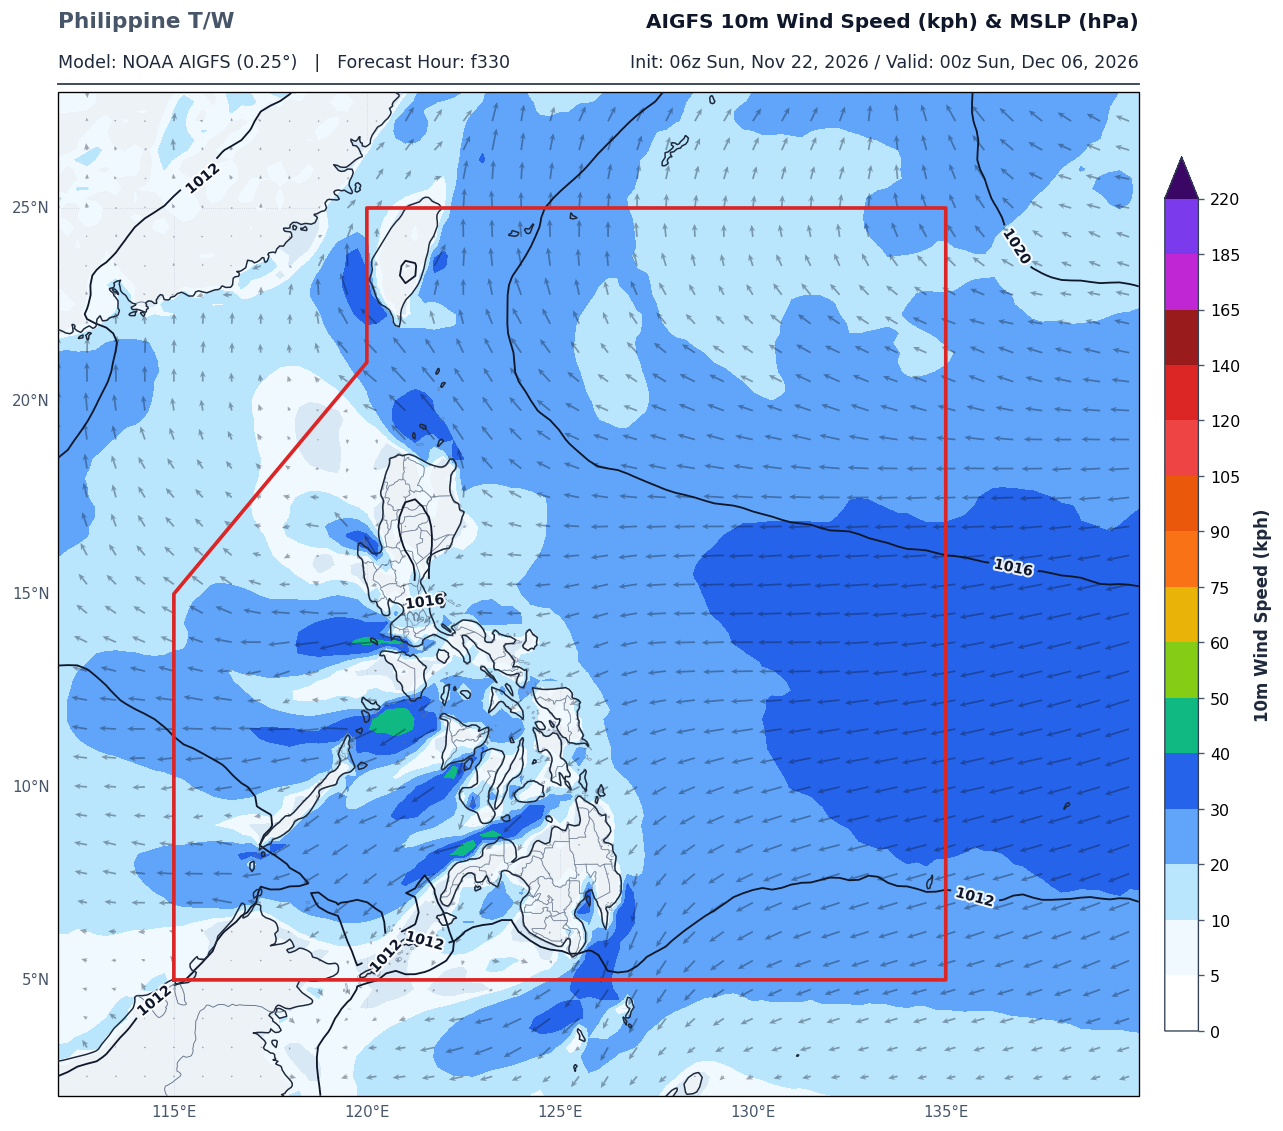 Philippine T/W
AIGFS 10m Wind Speed (kph) & MSLP (hPa)
Model: NOAA AIGFS (0.25°)   |   Forecast Hour: f330
Init: 06z Sun, Nov 22, 2026 / Valid: 00z Sun, Dec 06, 2026
1012
1020
1016
1016
1012
1012
1012
1012
25°N
20°N
15°N
10°N
5°N
115°E
120°E
125°E
130°E
135°E
220
185
165
140
120
105
90
75
60
50
40
30
20
10
5
0
10m Wind Speed (kph)